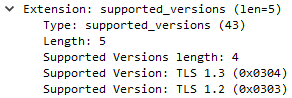 Extension: supported_versions (len=5)
Type: supported_versions (43)
Length: 5
Supported Versions length: 4
Supported Version: TLS 1.3 (0x0304)
Supported Version: TLS 1.2 (0x0303)